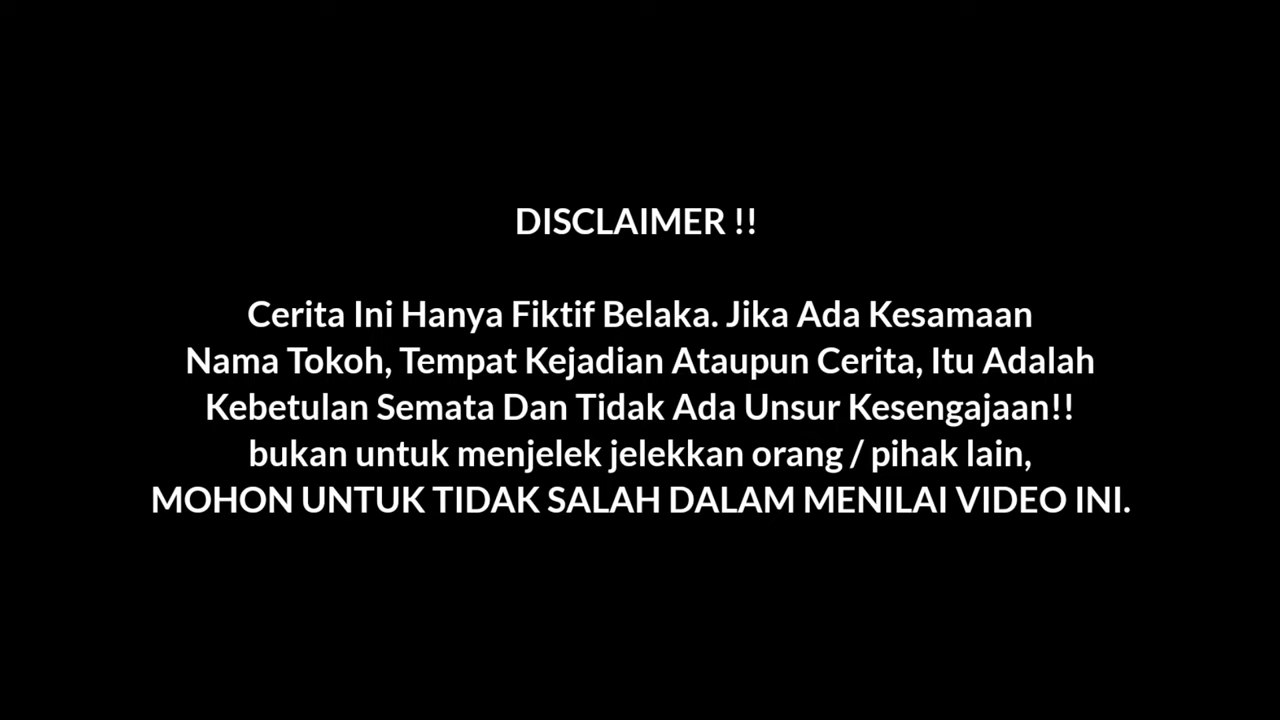 DISCLAIMER !!
Cerita Ini Hanya Fiktif Belaka. Jika Ada Kesamaan
Nama Tokoh, Tempat Kejadian Ataupun Cerita, Itu Adalah
Kebetulan Semata Dan Tidak Ada Unsur Kesengajaan!!
bukan untuk menjelek jelekkan orang / pihak lain,
MOHON UNTUK TIDAK SALAH DALAM MENILAI VIDEO INI.